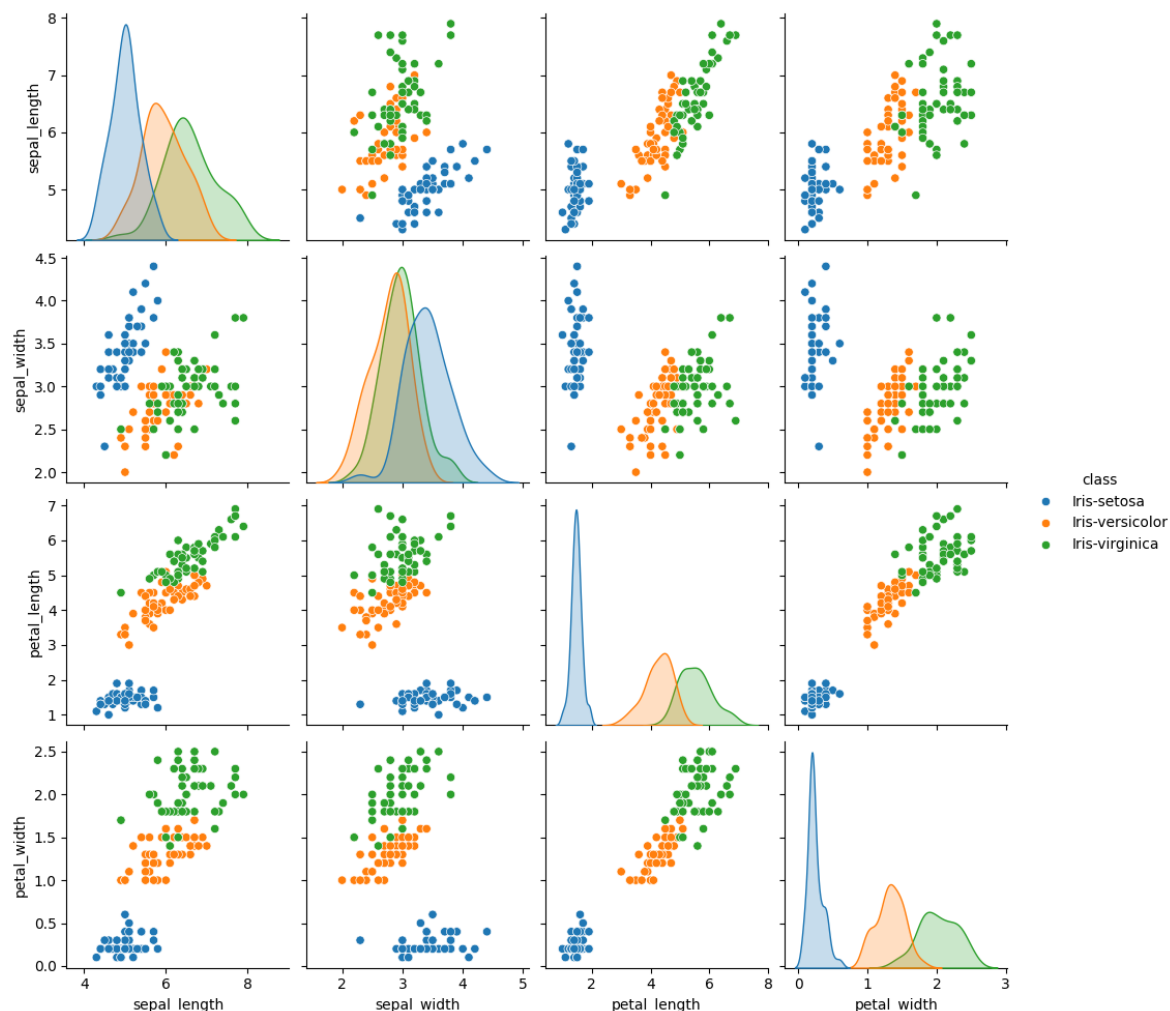 8
7
6
5
sepal_length
4.5
4.0
3.5
3.0
2.5
2.0
sepal_width
7
6
5
4
3
2
1
petal_length
2.5
2.0
1.5
1.0
0.5
0.0
petal_width
4 6 8
sepal_length
2 3 4 5
sepal_width
2 4 6 8
petal_length
0 1 2 3
petal_width
class
Iris-setosa
Iris-versicolor
Iris-virginica